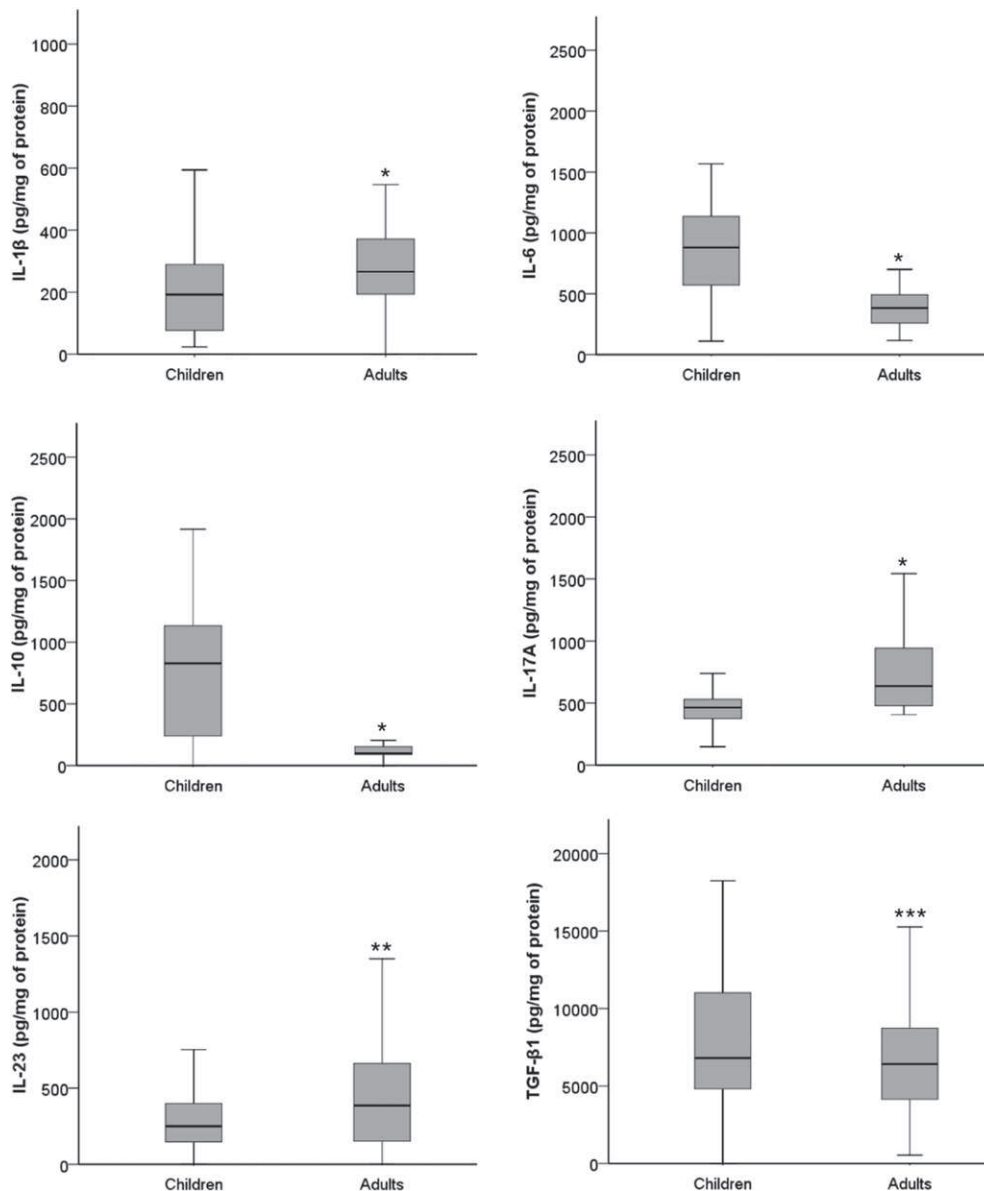 IL-1β (pg/mg of protein)
1000
800
600
400
200
0
*
Children
Adults
IL-6 (pg/mg of protein)
2500
2000
1500
1000
500
0
*
Children
Adults
IL-10 (pg/mg of protein)
2500
2000
1500
1000
500
0
*
Children
Adults
IL-17A (pg/mg of protein)
2500
2000
1500
1000
500
0
*
Children
Adults
IL-23 (pg/mg of protein)
2000
1500
1000
500
0
**
Children
Adults
TGF-β1 (pg/mg of protein)
20000
15000
10000
5000
0
***
Children
Adults